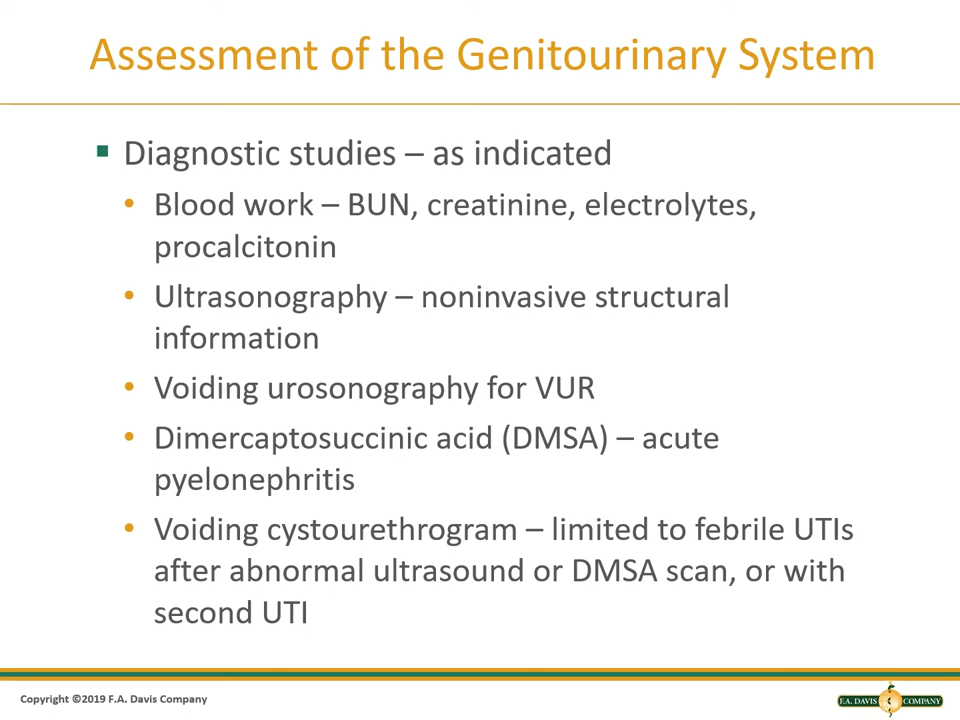 Assessment of the Genitourinary System
▪ Diagnostic studies – as indicated
• Blood work – BUN, creatinine, electrolytes,
procalcitonin
• Ultrasonography – noninvasive structural
information
• Voiding urosonography for VUR
• Dimercaptosuccinic acid (DMSA) – acute
pyelonephritis
• Voiding cystourethrogram – limited to febrile UTIs
after abnormal ultrasound or DMSA scan, or with
second UTI
Copyright ©2019 F.A. Davis Company
F.A. DAVIS COMPANY